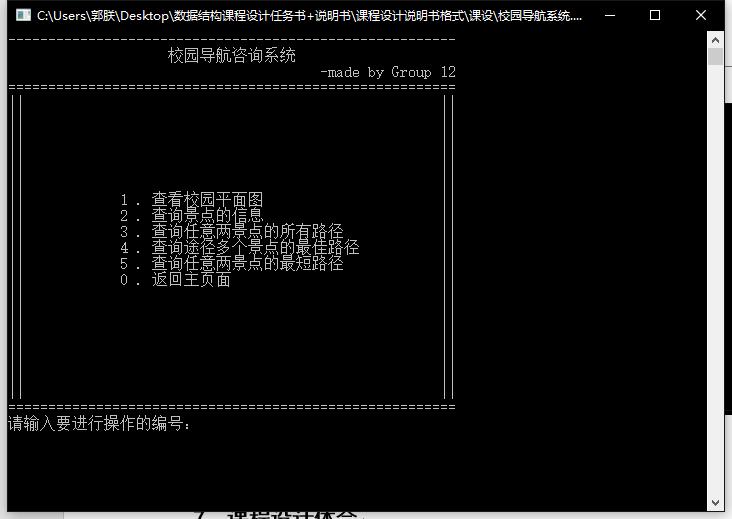 C:\Users\郭朕\Desktop\数据结构课程设计任务书+说明书\课程设计说明书格式\课设\校园导航系统....
校园导航咨询系统
-made by Group 12
1 . 查看校园平面图
2 . 查询景点的信息
3 . 查询任意两景点的所有路径
4 . 查询途径多个景点的最佳路径
5 . 查询任意两景点的最短路径
0 . 返回主页面
请输入要进行操作的编号: